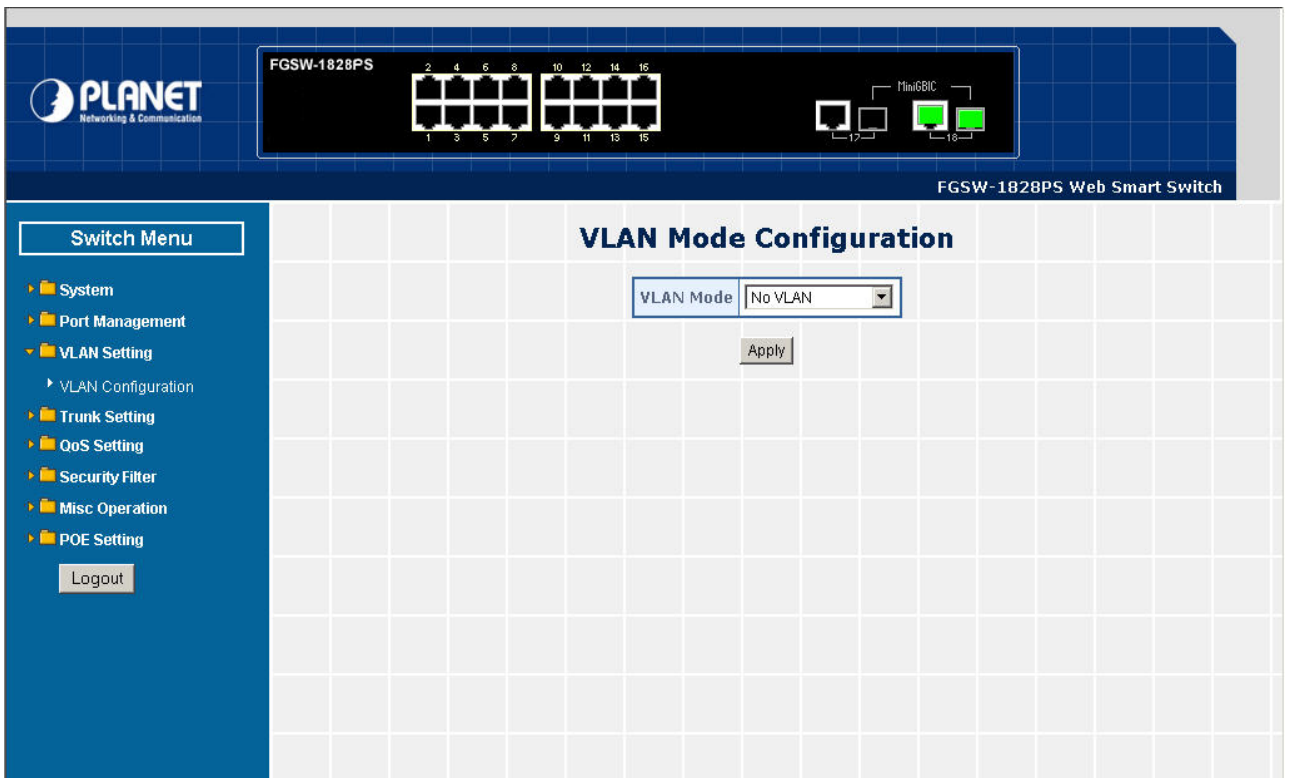 PLANET
Networking & Communication
FGSW-1828PS
2 4 6 8 10 12 14 16
1 3 5 7 9 11 13 15
MiniGBIC
17 18
FGSW-1828PS Web Smart Switch
Switch Menu
System
Port Management
VLAN Setting
VLAN Configuration
Trunk Setting
QoS Setting
Security Filter
Misc Operation
POE Setting
Logout
VLAN Mode Configuration
VLAN Mode No VLAN
Apply